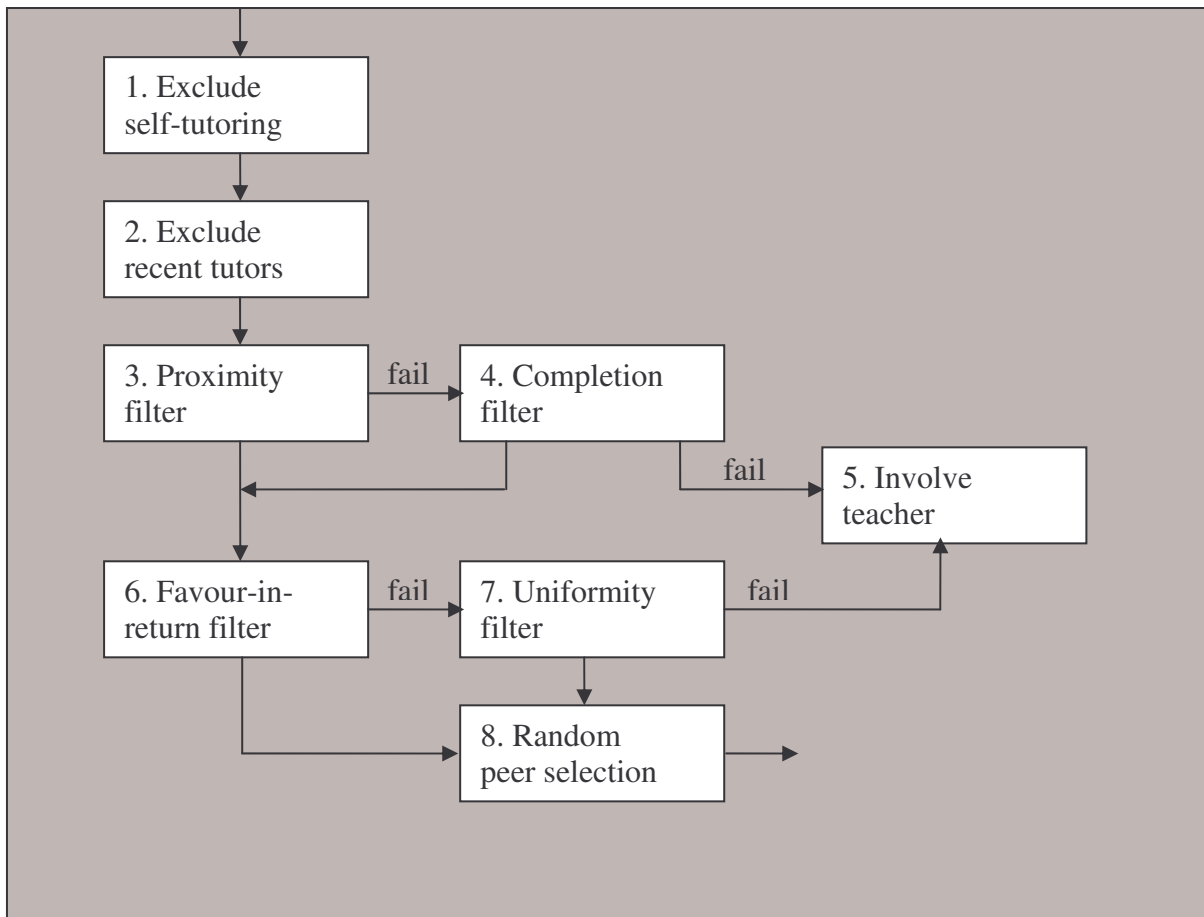 1. Exclude
self-tutoring
2. Exclude
recent tutors
3. Proximity
filter
fail
4. Completion
filter
fail
5. Involve
teacher
6. Favour-in-
return filter
fail
7. Uniformity
filter
fail
8. Random
peer selection